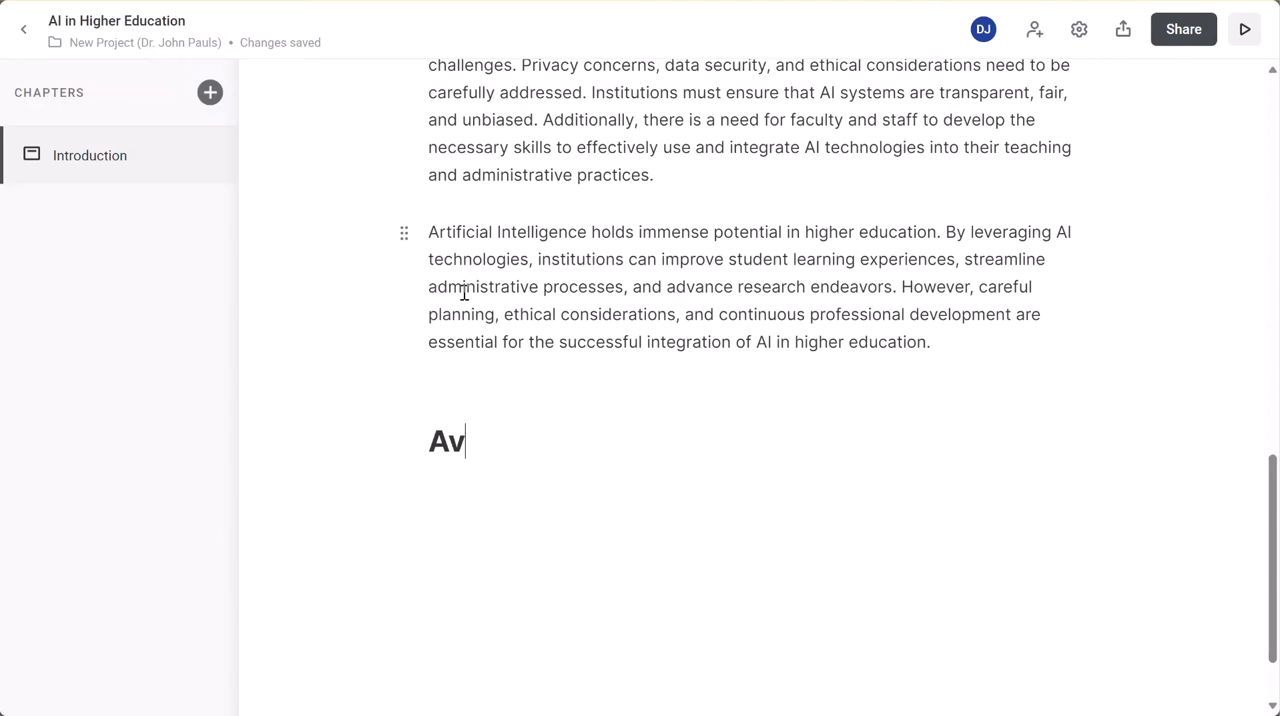 AI in Higher Education
New Project (Dr. John Pauls) • Changes saved
DJ
Share
CHAPTERS
Introduction
challenges. Privacy concerns, data security, and ethical considerations need to be
carefully addressed. Institutions must ensure that AI systems are transparent, fair,
and unbiased. Additionally, there is a need for faculty and staff to develop the
necessary skills to effectively use and integrate AI technologies into their teaching
and administrative practices.
Artificial Intelligence holds immense potential in higher education. By leveraging AI
technologies, institutions can improve student learning experiences, streamline
administrative processes, and advance research endeavors. However, careful
planning, ethical considerations, and continuous professional development are
essential for the successful integration of AI in higher education.
Av